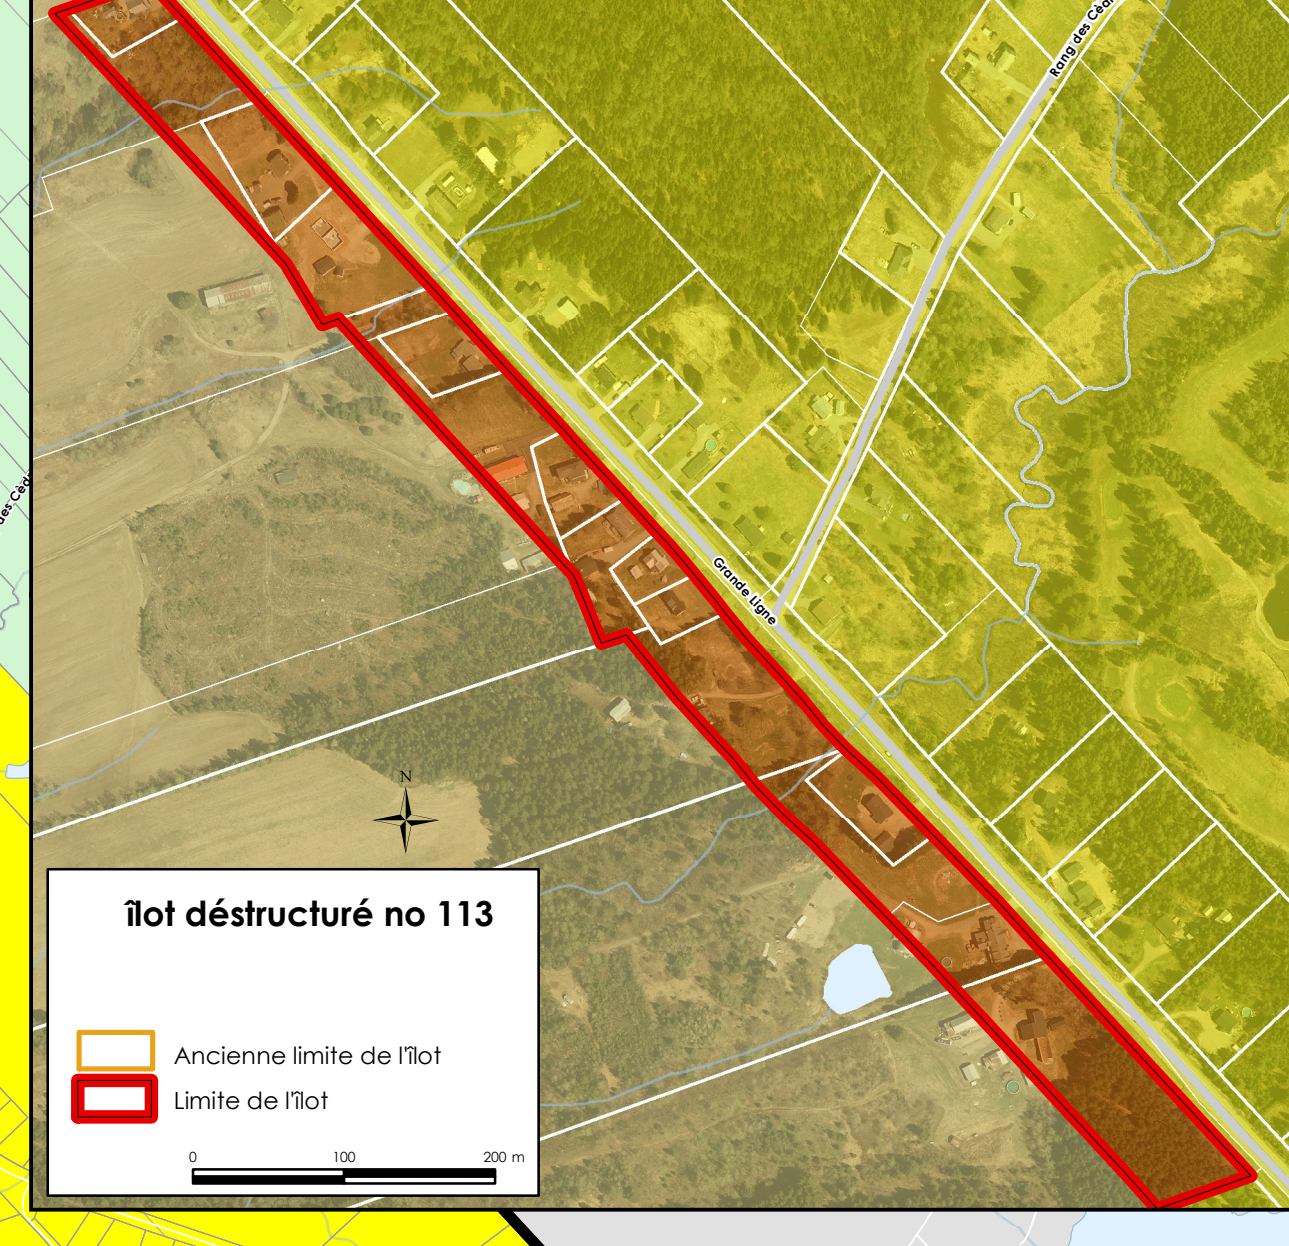 Rang des Cèd
des Cèd
Grande Ligne
N
îlot déstructuré no 113
Ancienne limite de l'îlot
Limite de l'îlot
0 100 200 m